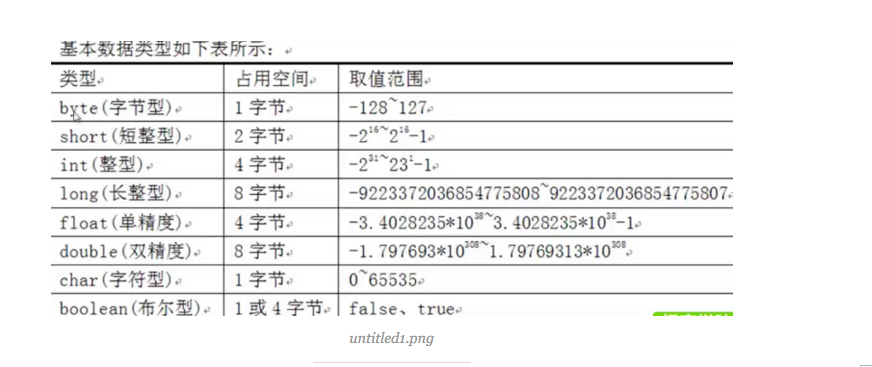 基本数据类型如下表所示：
类型 占用空间 取值范围
byte(字节型) 1 字节 -128~127
short(短整型) 2 字节 -2^16~2^16-1
int(整型) 4 字节 -2^31~23^1-1
long(长整型) 8 字节 -9223372036854775808~9223372036854775807
float(单精度) 4 字节 -3.4028235*10^38~3.4028235*10^38-1
double(双精度) 8 字节 -1.797693*10^308~1.79769313*10^308
char(字符型) 1 字节 0~65535
boolean(布尔型) 1 或 4 字节 false、true
untitled1.png